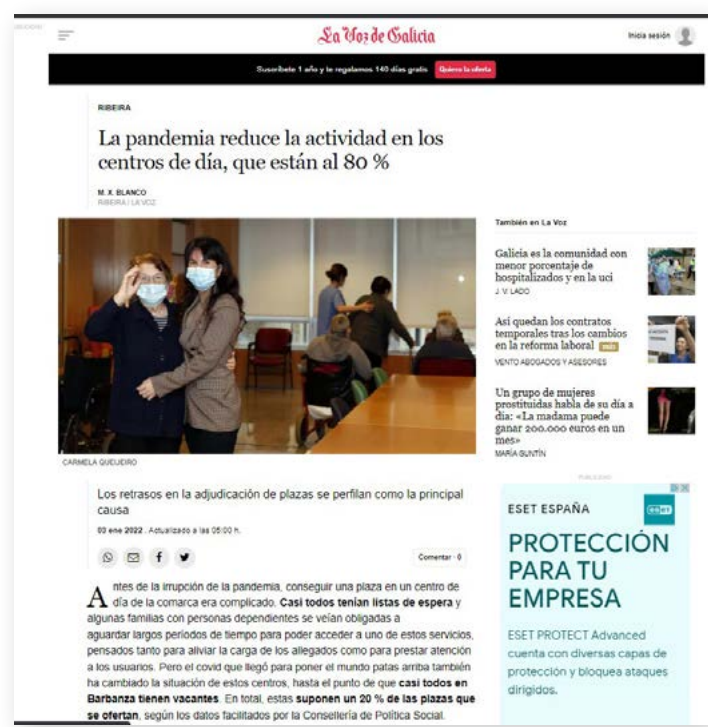 La Voz de Galicia
Inicia sesión
Suscríbete 1 año y te regalamos 140 días gratis
Quiero la oferta
RIBEIRA
La pandemia reduce la actividad en los
centros de día, que están al 80 %
M. X. BLANCO
RIBEIRA / LA VOZ
CARMELA QUEIJEIRO
Los retrasos en la adjudicación de plazas se perfilan como la principal
causa
03 ene 2022 . Actualizado a las 05:00 h.
Comentar · 0
Antes de la irrupción de la pandemia, conseguir una plaza en un centro de
día de la comarca era complicado. Casi todos tenían listas de espera y
algunas familias con personas dependientes se veían obligadas a
aguardar largos períodos de tiempo para poder acceder a uno de estos servicios,
pensados tanto para aliviar la carga de los allegados como para prestar atención
a los usuarios. Pero el covid que llegó para poner el mundo patas arriba también
ha cambiado la situación de estos centros, hasta el punto de que casi todos en
Barbanza tienen vacantes. En total, estas suponen un 20 % de las plazas que
se ofertan, según los datos facilitados por la Consellería de Política Social.
También en La Voz
Galicia es la comunidad con
menor porcentaje de
hospitalizados y en la uci
J. V. LADO
Así quedan los contratos
temporales tras los cambios
en la reforma laboral
VENTO ABOGADOS Y ASESORES
Un grupo de mujeres
prostituidas habla de su día a
día: «La madama puede
ganar 200.000 euros en un
mes»
MARÍA GUNTÍN
PUBLICIDAD
ESET ESPAÑA
eset
PROTECCIÓN
PARA TU
EMPRESA
ESET PROTECT Advanced
cuenta con diversas capas de
protección y bloquea ataques
dirigidos.